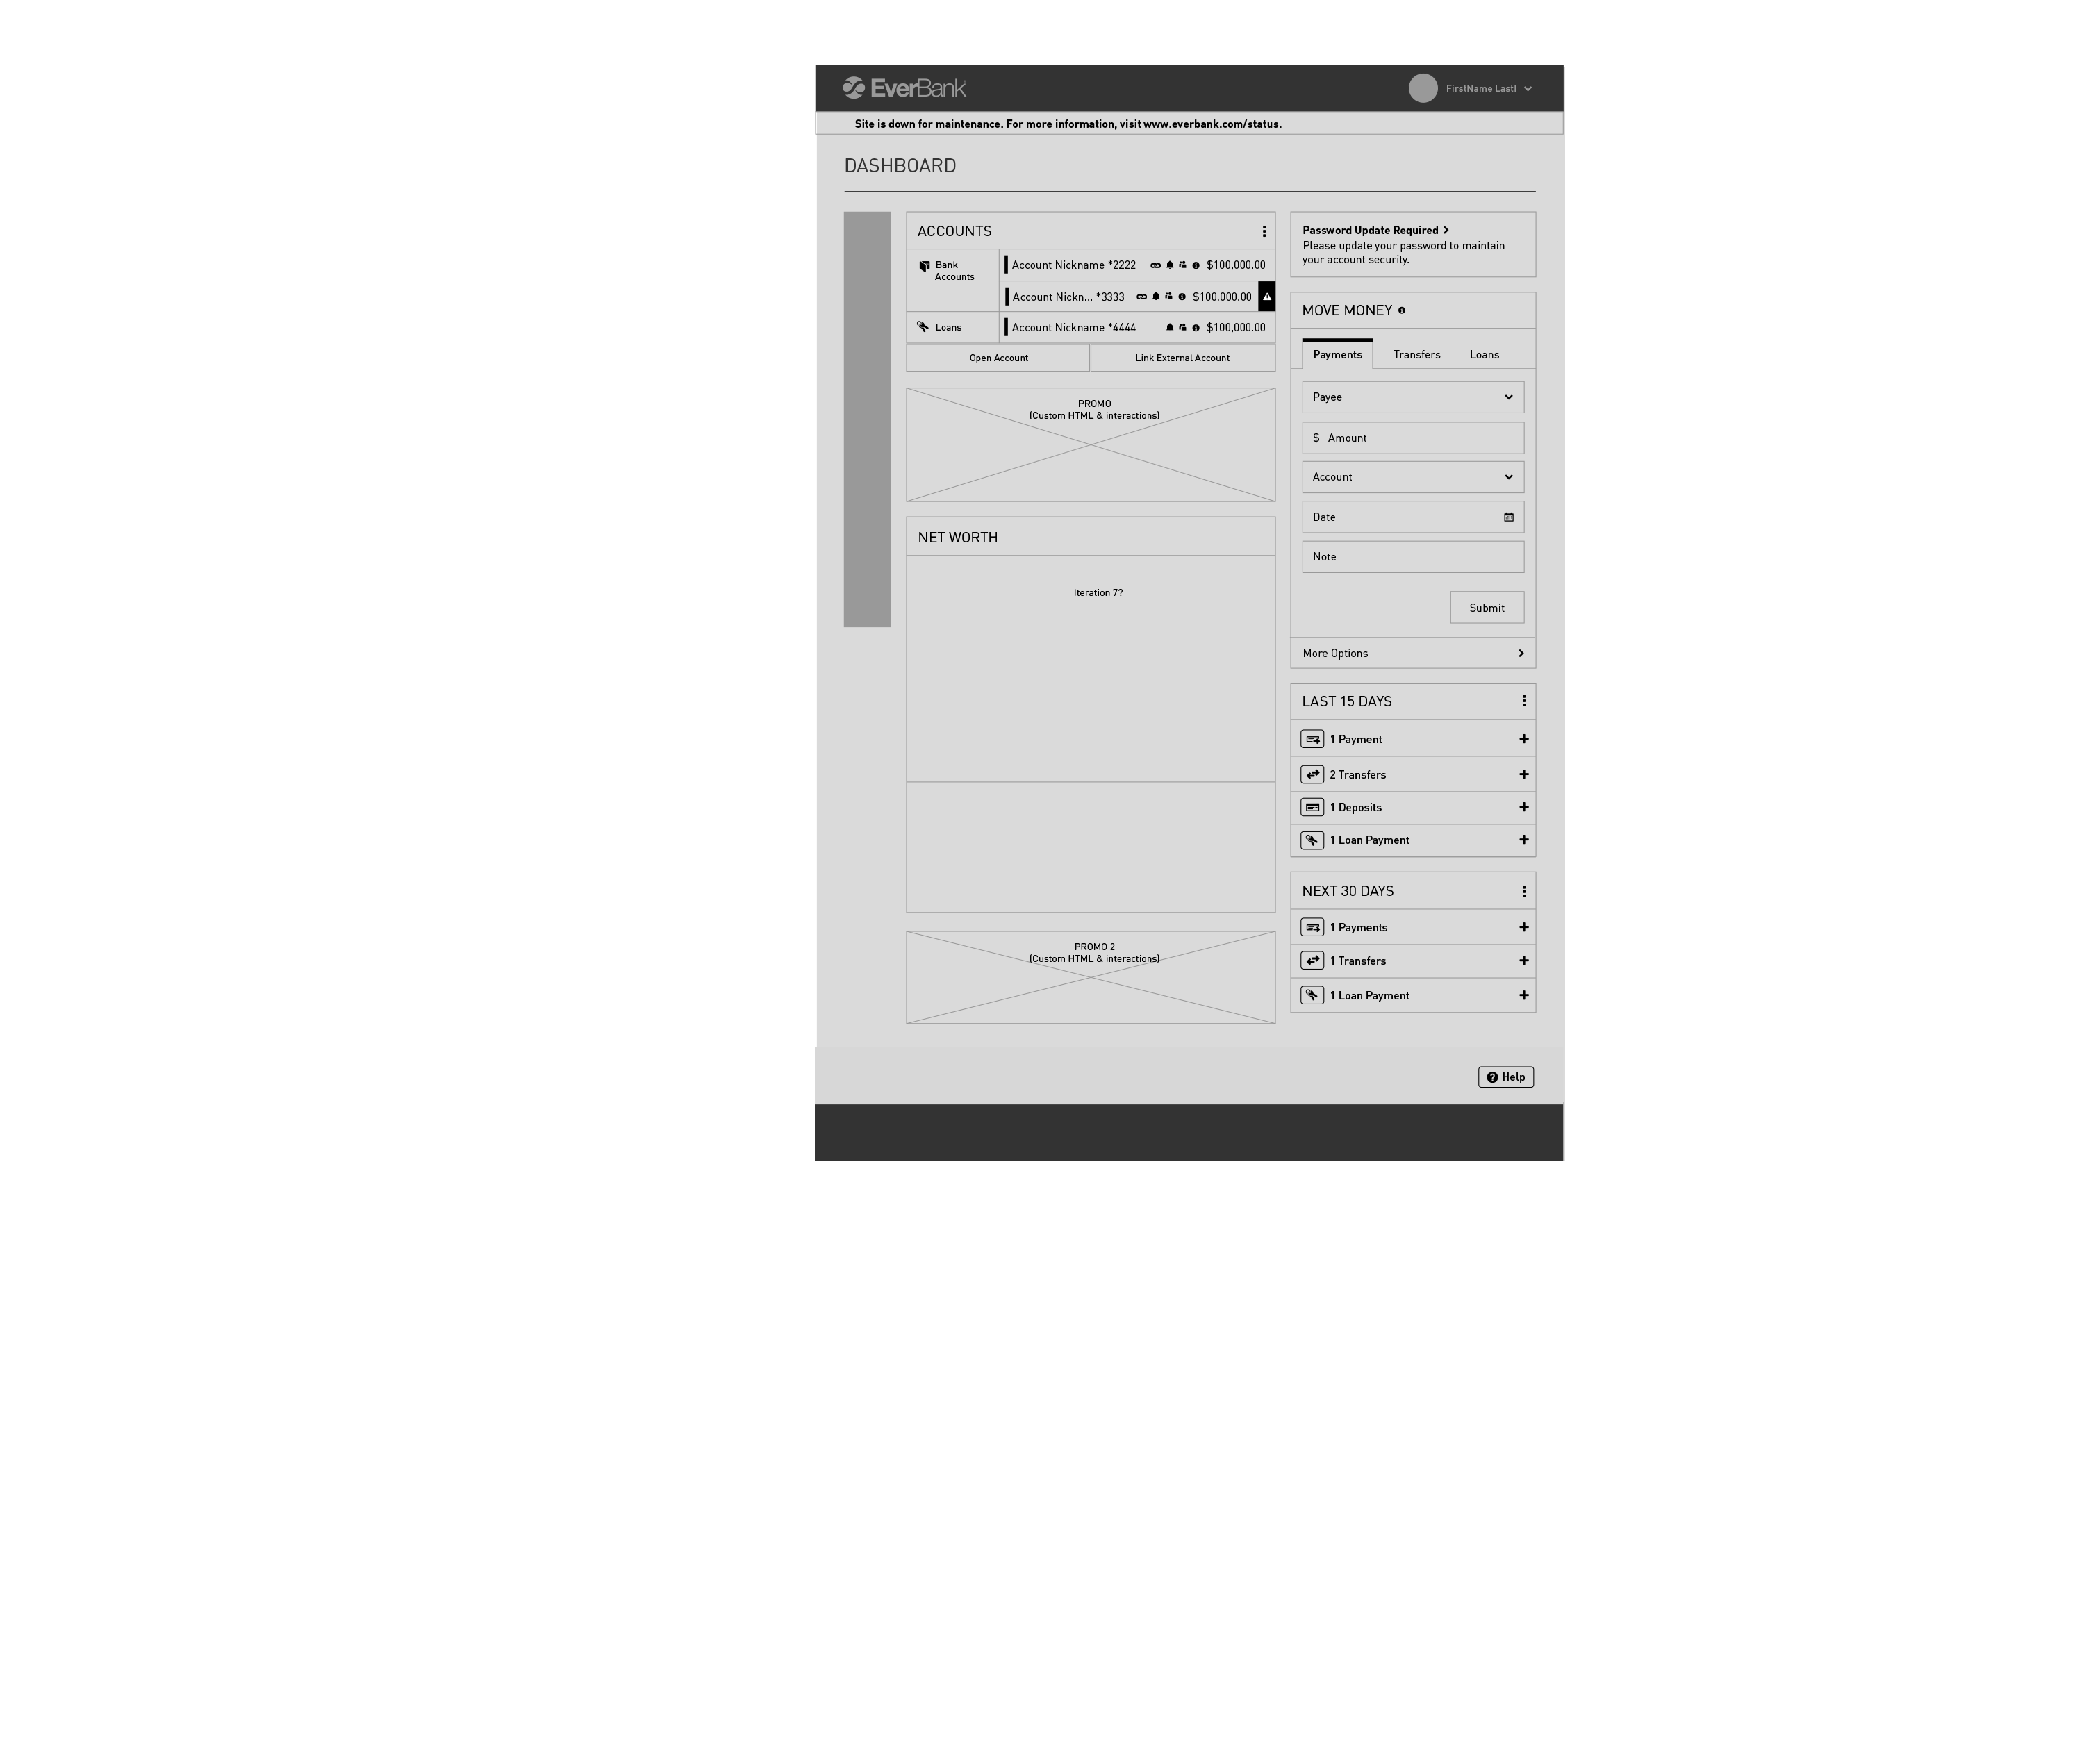 EverBank
FirstName LastI
Site is down for maintenance. For more information, visit www.everbank.com/status.
DASHBOARD
ACCOUNTS
Bank
Accounts
Account Nickname *2222 $100,000.00
Account Nickn... *3333 $100,000.00
Loans
Account Nickname *4444 $100,000.00
Open Account
Link External Account
PROMO
(Custom HTML & interactions)
NET WORTH
Iteration 7?
PROMO 2
(Custom HTML & interactions)
Password Update Required
Please update your password to maintain
your account security.
MOVE MONEY
Payments Transfers Loans
Payee
$ Amount
Account
Date
Note
Submit
More Options
LAST 15 DAYS
1 Payment
2 Transfers
1 Deposits
1 Loan Payment
NEXT 30 DAYS
1 Payments
1 Transfers
1 Loan Payment
Help